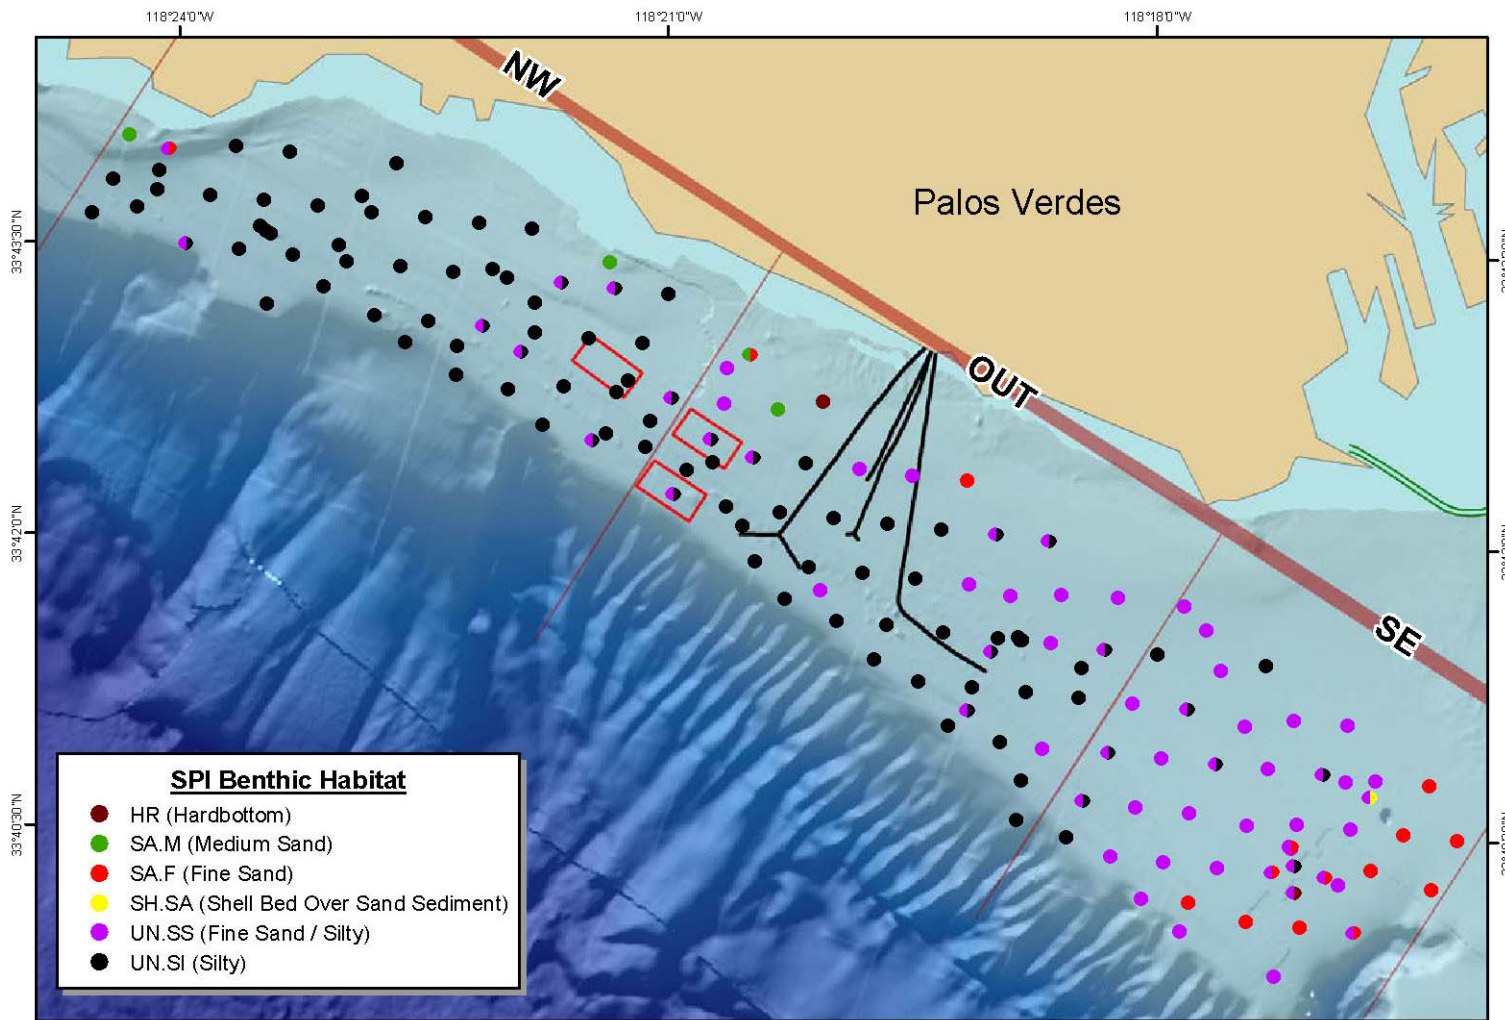 118°24'0"W 118°21'0"W 118°18'0"W
NW
Palos Verdes
33°43'30"N
OUT
33°42'0"N
SE
33°40'30"N
SPI Benthic Habitat
HR (Hardbottom)
SA.M (Medium Sand)
SA.F (Fine Sand)
SH.SA (Shell Bed Over Sand Sediment)
UN.SS (Fine Sand / Silty)
UN.SI (Silty)